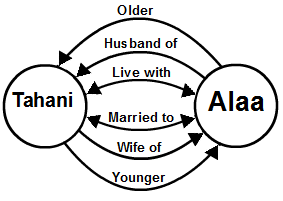 Older
Husband of
Live with
Tahani
Alaa
Married to
Wife of
Younger